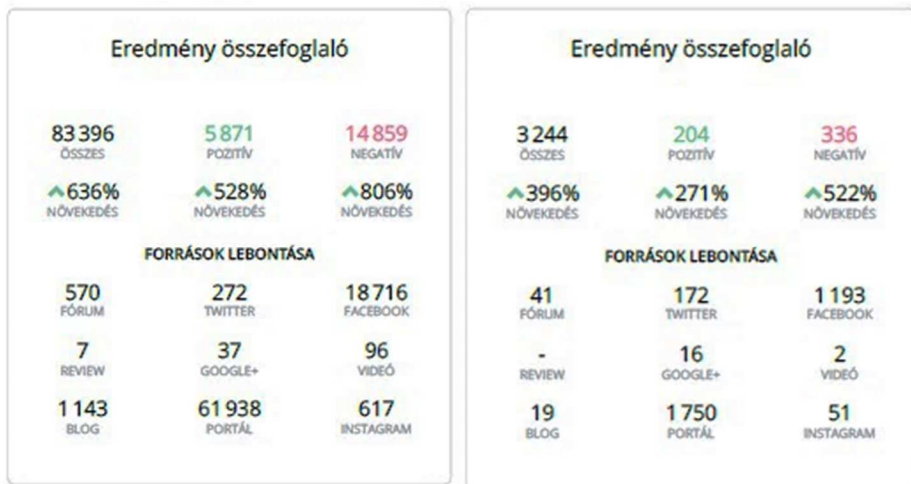 Eredmény összefoglaló
83 396 5 871 14 859
ÖSSZES POZITÍV NEGATÍV
636% 528% 806%
NÖVEKEDÉS NÖVEKEDÉS NÖVEKEDÉS
FORRÁSOK LEBONTÁSA
570 272 18 716
FÓRUM TWITTER FACEBOOK
7 37 96
REVIEW GOOGLE+ VIDEÓ
1 143 61 938 617
BLOG PORTÁL INSTAGRAM
Eredmény összefoglaló
3 244 204 336
ÖSSZES POZITÍV NEGATÍV
396% 271% 522%
NÖVEKEDÉS NÖVEKEDÉS NÖVEKEDÉS
FORRÁSOK LEBONTÁSA
41 172 1 193
FÓRUM TWITTER FACEBOOK
- 16 2
REVIEW GOOGLE+ VIDEÓ
19 1 750 51
BLOG PORTÁL INSTAGRAM